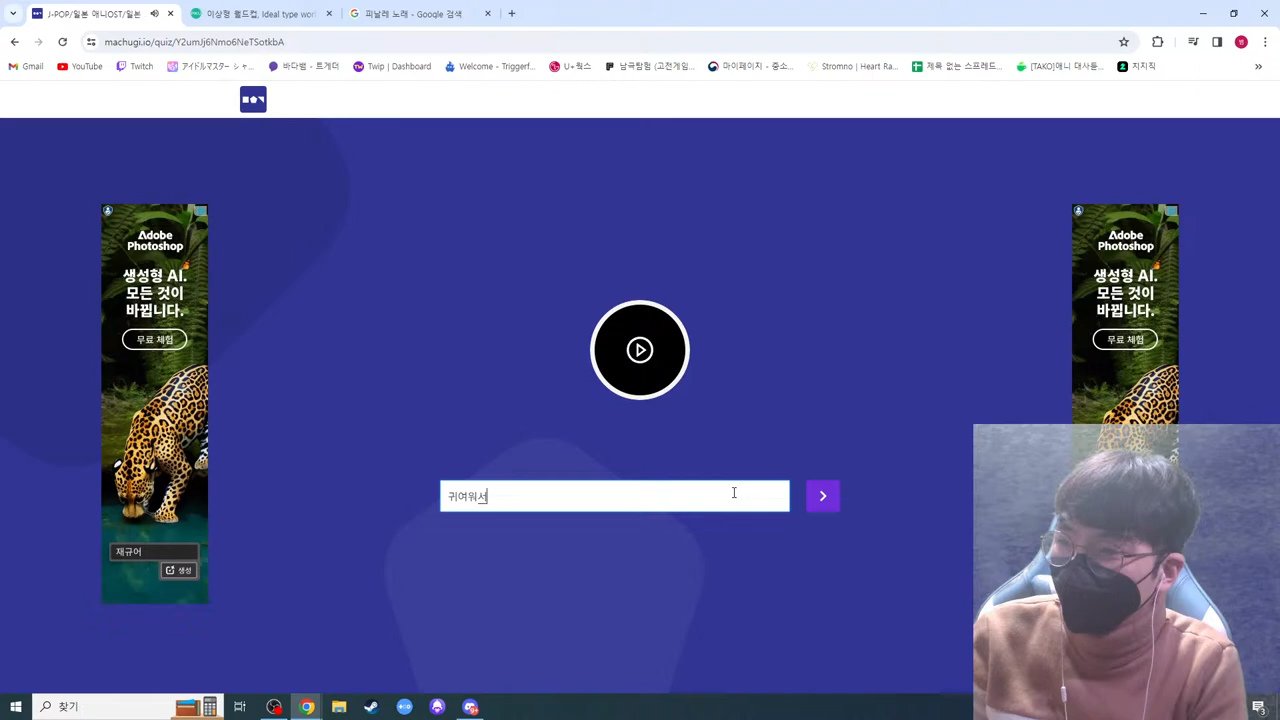 J-POP/일본 애니OST/일본
이상형 월드컵, Ideal type worl
피날레 노래 - Google 검색
machugi.io/quiz/Y2umJj6Nmo6NeTSotkbA
Gmail
YouTube
Twitch
アイドルマスター シャ...
바다뱀 - 투게더
Twip | Dashboard
Welcome - Triggerf...
U+웍스
남극탐험 (고전게임...
마이페이지 - 중소...
Stromno | Heart Ra...
제목 없는 스프레드...
[TAKO]애니 대사를...
치지직
Adobe
Photoshop
생성형 AI.
모든 것이
바뀝니다.
무료 체험
재규어
생성
Adobe
Photoshop
생성형 AI.
모든 것이
바뀝니다.
무료 체험
귀여워서
찾기
3